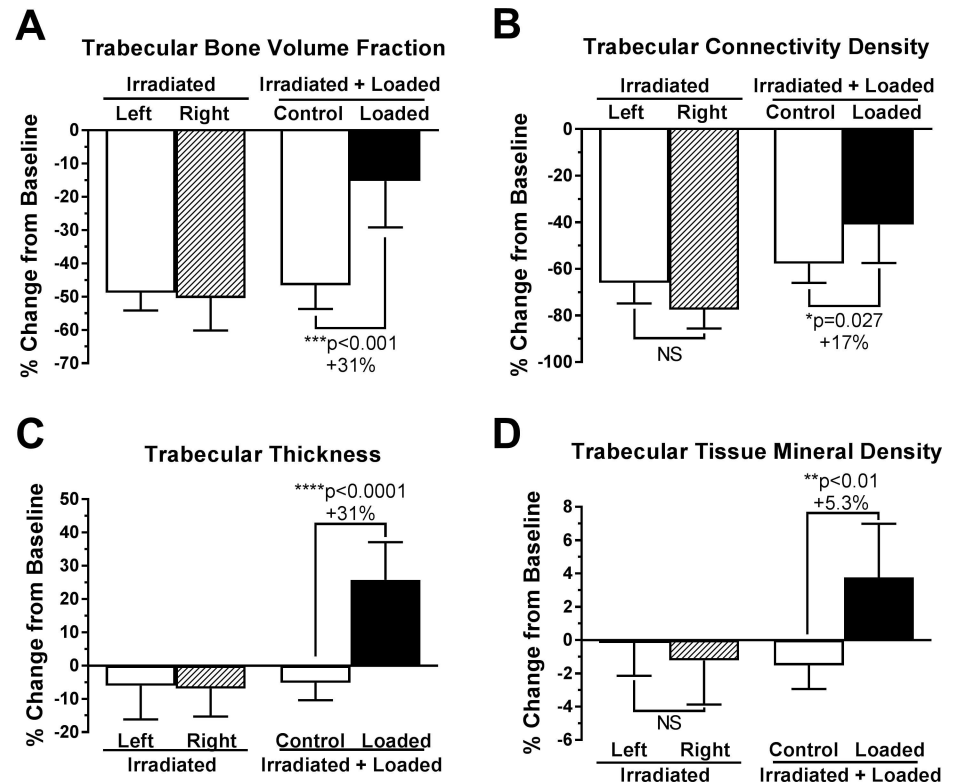 A
Trabecular Bone Volume Fraction
Irradiated
Irradiated + Loaded
Left
Right
Control
Loaded
% Change from Baseline
0
-10
-20
-30
-40
-50
-60
-70
***p<0.001
+31%
B
Trabecular Connectivity Density
Irradiated
Irradiated + Loaded
Left
Right
Control
Loaded
% Change from Baseline
0
-20
-40
-60
-80
-100
NS
*p=0.027
+17%
C
Trabecular Thickness
% Change from Baseline
50
40
30
20
10
0
-10
-20
****p<0.0001
+31%
Left
Right
Control
Loaded
Irradiated
Irradiated + Loaded
D
Trabecular Tissue Mineral Density
% Change from Baseline
8
6
4
2
0
-2
-4
-6
**p<0.01
+5.3%
NS
Left
Right
Control
Loaded
Irradiated
Irradiated + Loaded